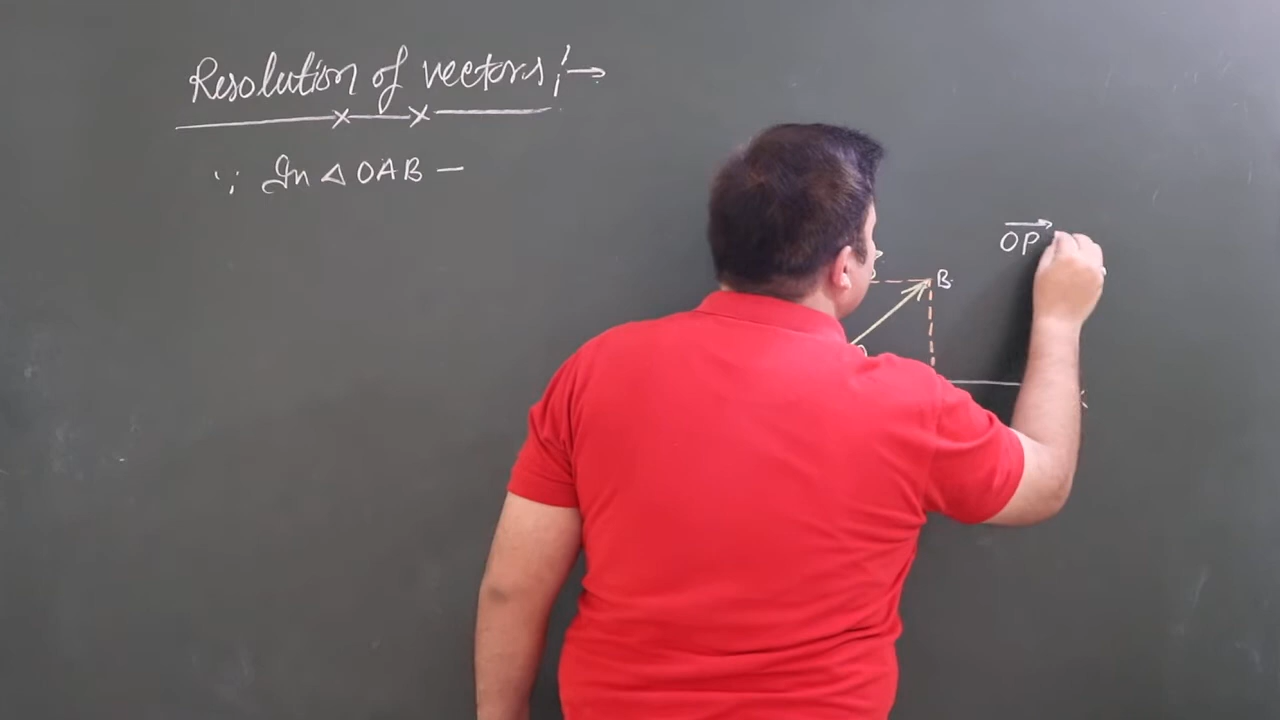 Resolution of vectors :→
∵ In △ OAB —
OP
B